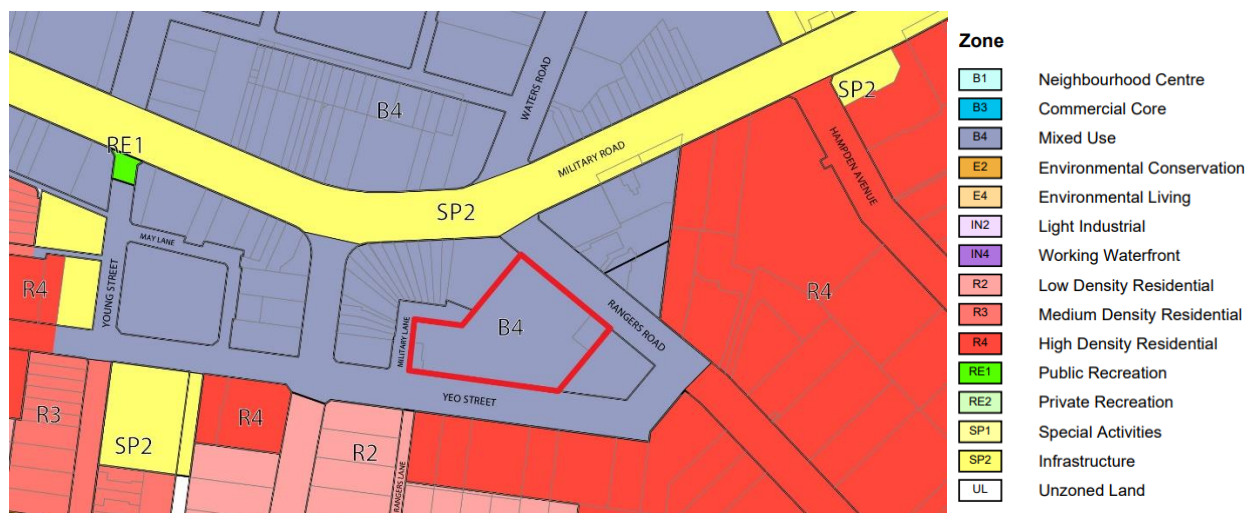 WATERS ROAD
B4
SP2
HAMPDEN AVENUE
RE1
MILITARY ROAD
SP2
MAY LANE
R4
YOUNG STREET
R4
RANGERS ROAD
B4
MILITARY LANE
YEO STREET
R3
R4
SP2
R2
RANGERS LANE
Zone
B1 Neighbourhood Centre
B3 Commercial Core
B4 Mixed Use
E2 Environmental Conservation
E4 Environmental Living
IN2 Light Industrial
IN4 Working Waterfront
R2 Low Density Residential
R3 Medium Density Residential
R4 High Density Residential
RE1 Public Recreation
RE2 Private Recreation
SP1 Special Activities
SP2 Infrastructure
UL Unzoned Land